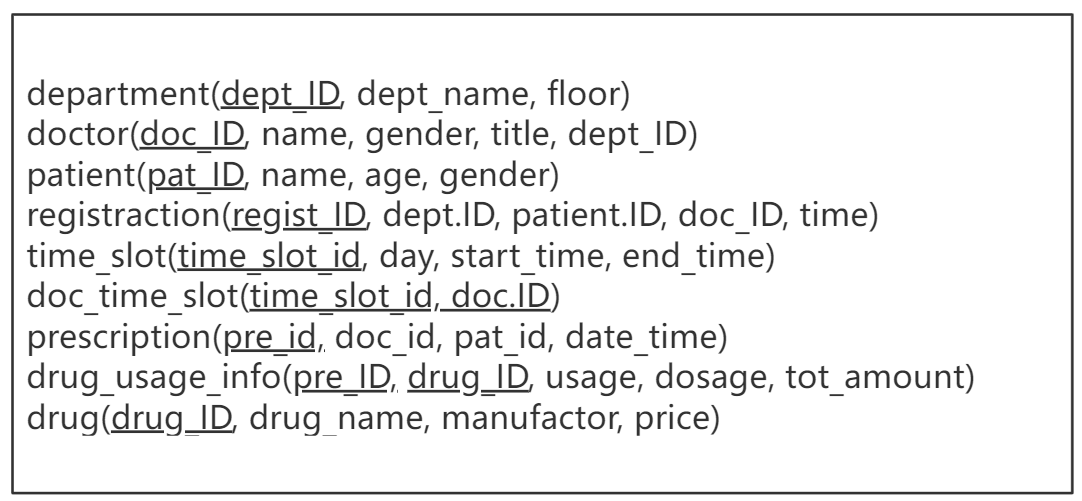 department(dept_ID, dept_name, floor)
doctor(doc_ID, name, gender, title, dept_ID)
patient(pat_ID, name, age, gender)
registraction(regist_ID, dept.ID, patient.ID, doc_ID, time)
time_slot(time_slot_id, day, start_time, end_time)
doc_time_slot(time_slot_id, doc.ID)
prescription(pre_id, doc_id, pat_id, date_time)
drug_usage_info(pre_ID, drug_ID, usage, dosage, tot_amount)
drug(drug_ID, drug_name, manufactor, price)